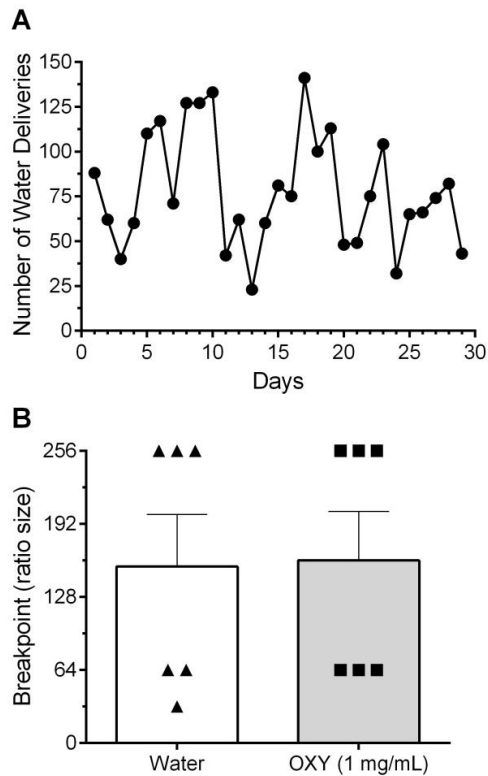 A
Number of Water Deliveries
150
125
100
75
50
25
0
0 5 10 15 20 25 30
Days
B
Breakpoint (ratio size)
256
192
128
64
0
Water OXY (1 mg/mL)